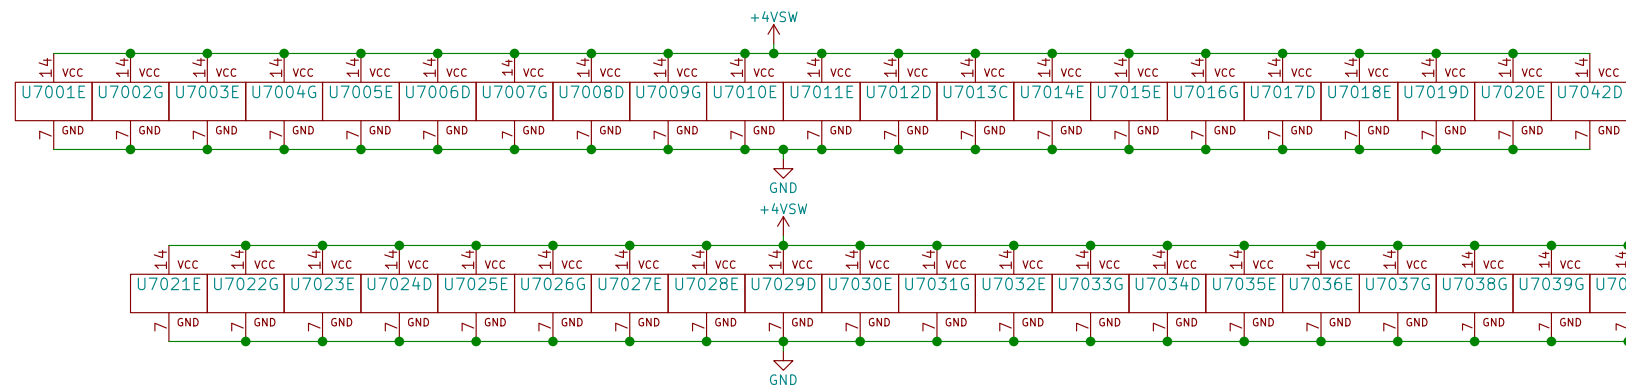 +4VSW
14 VCC 14 VCC 14 VCC 14 VCC 14 VCC 14 VCC 14 VCC 14 VCC 14 VCC 14 VCC 14 VCC 14 VCC 14 VCC 14 VCC 14 VCC 14 VCC 14 VCC 14 VCC 14 VCC 14 VCC 14 VCC
U7001E U7002G U7003E U7004G U7005E U7006D U7007G U7008D U7009G U7010E U7011E U7012D U7013C U7014E U7015E U7016G U7017D U7018E U7019D U7020E U7042D
7 GND 7 GND 7 GND 7 GND 7 GND 7 GND 7 GND 7 GND 7 GND 7 GND 7 GND 7 GND 7 GND 7 GND 7 GND 7 GND 7 GND 7 GND 7 GND 7 GND 7 GND
GND
+4VSW
14 VCC 14 VCC 14 VCC 14 VCC 14 VCC 14 VCC 14 VCC 14 VCC 14 VCC 14 VCC 14 VCC 14 VCC 14 VCC 14 VCC 14 VCC 14 VCC 14 VCC 14 VCC 14 VCC 14
U7021E U7022G U7023E U7024D U7025E U7026G U7027E U7028E U7029D U7030E U7031G U7032E U7033G U7034D U7035E U7036E U7037G U7038G U7039G
7 GND 7 GND 7 GND 7 GND 7 GND 7 GND 7 GND 7 GND 7 GND 7 GND 7 GND 7 GND 7 GND 7 GND 7 GND 7 GND 7 GND 7 GND 7 GND 7
GND